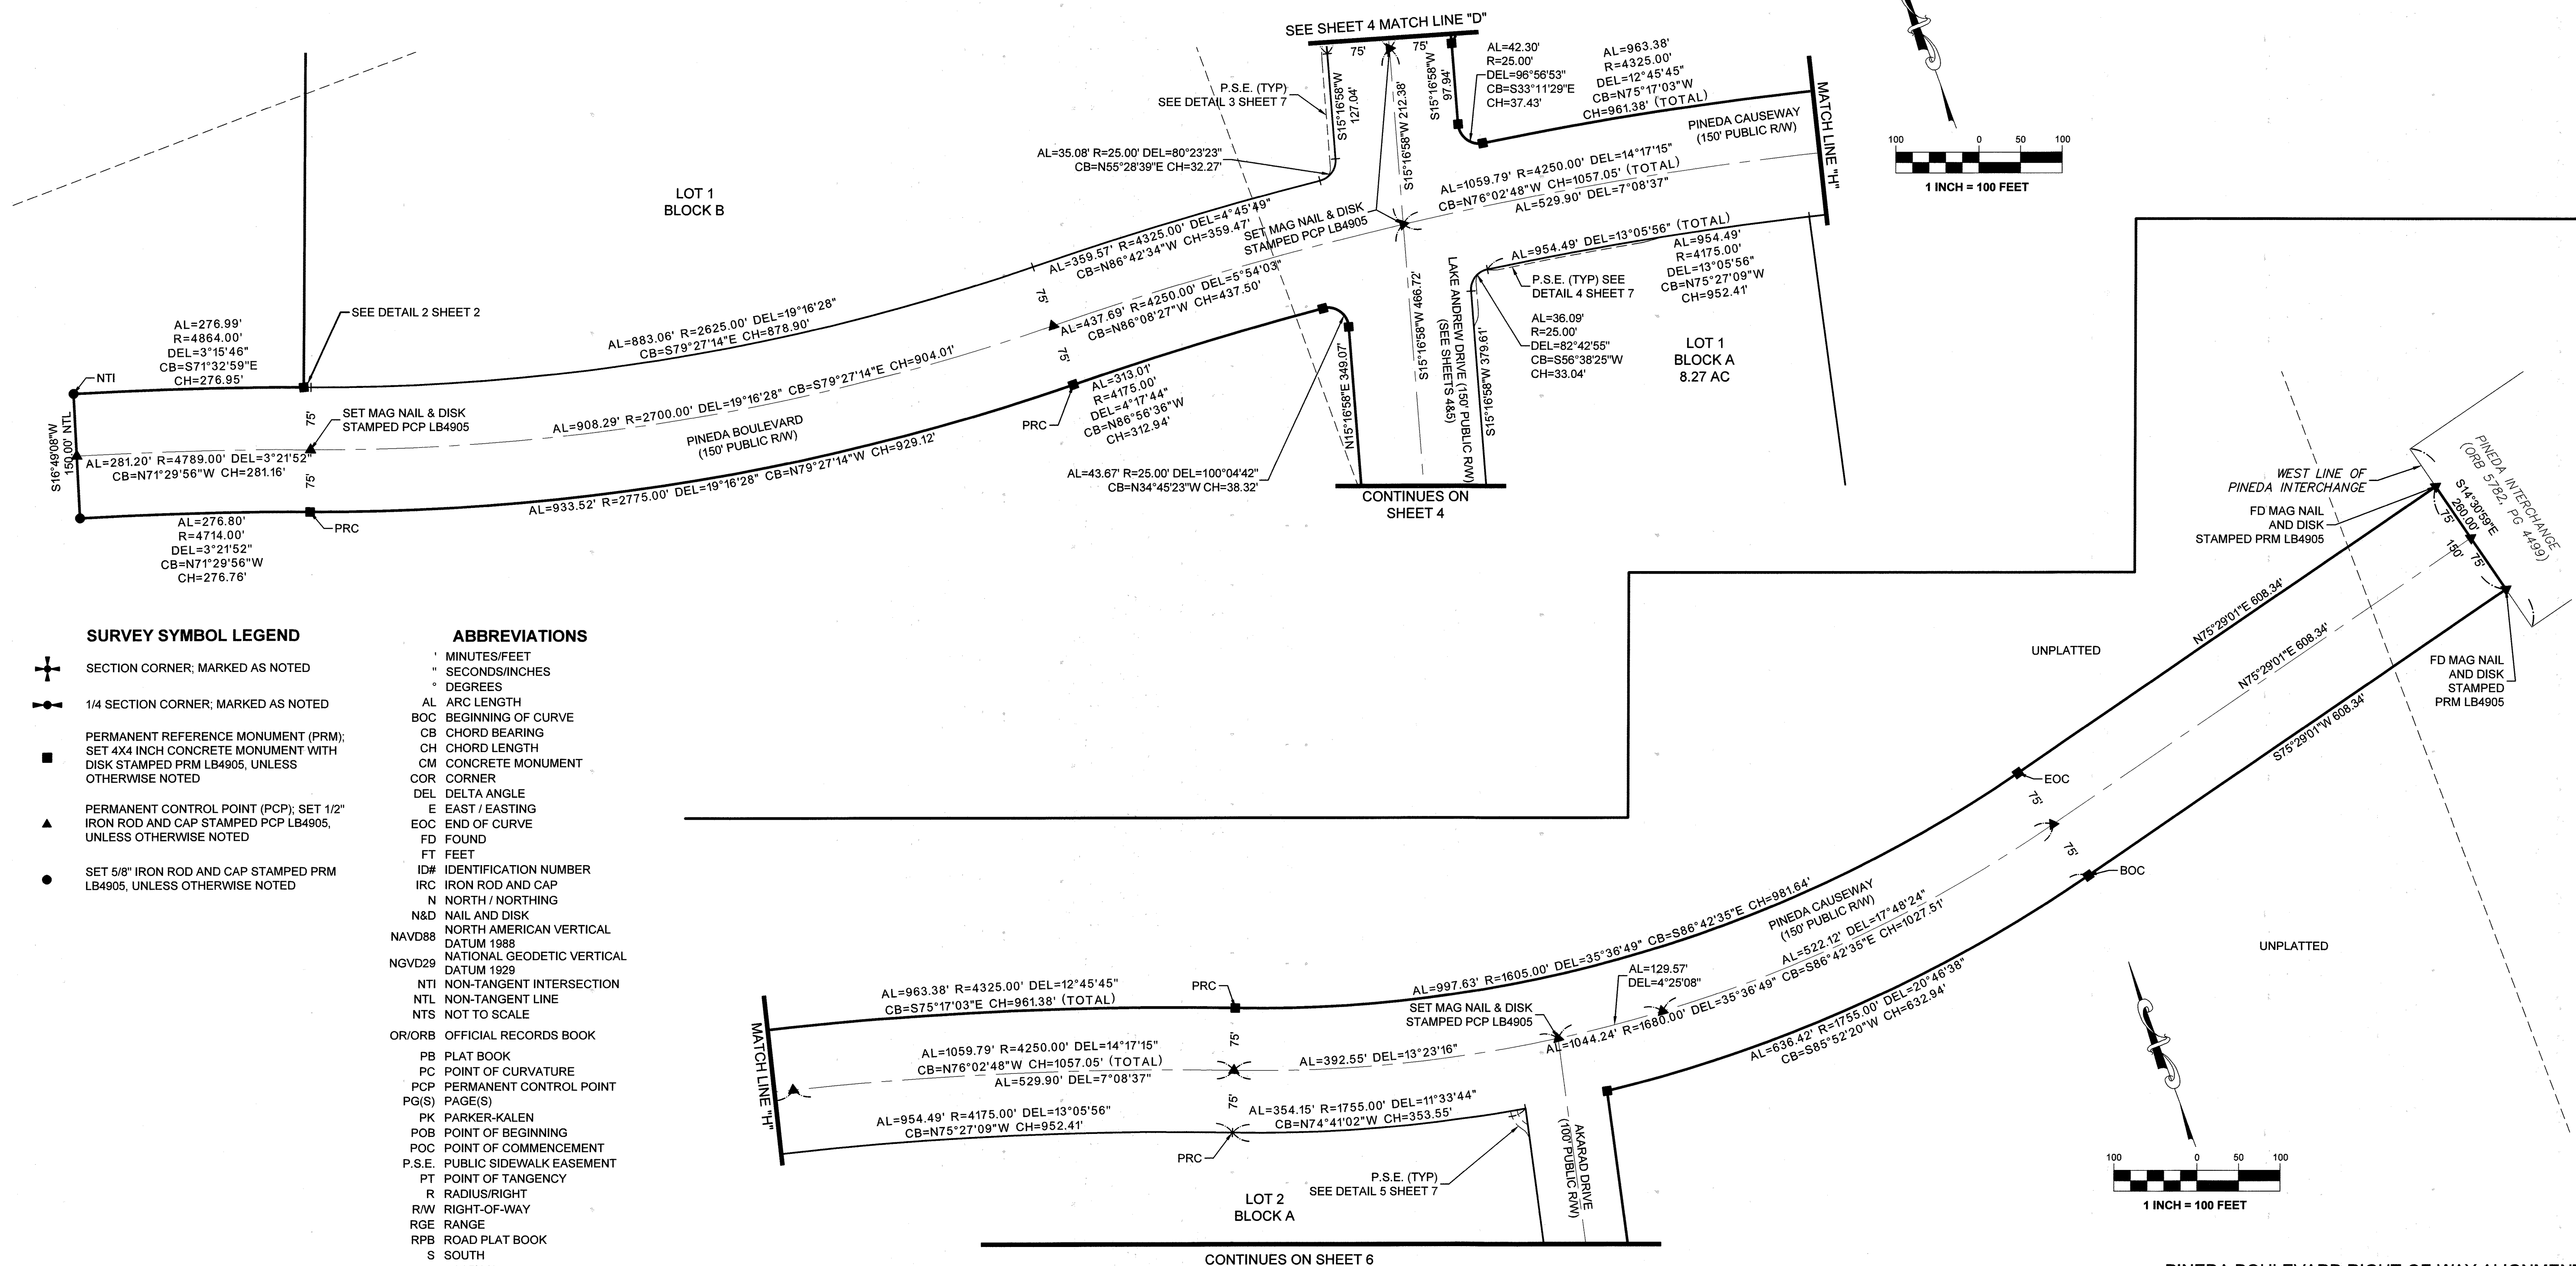 SEE SHEET 4 MATCH LINE "D"
75'
75'
P.S.E. (TYP)
SEE DETAIL 3 SHEET 7
S15°16'58"W
127.04'
S15°16'58"W 212.38'
S15°16'58"W
97.94'
AL=42.30'
R=25.00'
DEL=96°56'53"
CB=S33°11'29"E
CH=37.43'
AL=963.38'
R=4325.00'
DEL=12°45'45"
CB=N75°17'03"W
CH=961.38' (TOTAL)
PINEDA CAUSEWAY
(150' PUBLIC R/W)
MATCH LINE "H"
100 0 50 100
1 INCH = 100 FEET
AL=35.08' R=25.00' DEL=80°23'23"
CB=N55°28'39"E CH=32.27'
LOT 1
BLOCK B
AL=1059.79' R=4250.00' DEL=14°17'15"
CB=N76°02'48"W CH=1057.05' (TOTAL)
AL=529.90' DEL=7°08'37"
AL=359.57' R=4325.00' DEL=4°45'49"
CB=N86°42'34"W CH=359.47'
SET MAG NAIL & DISK
STAMPED PCP LB4905
AL=954.49' DEL=13°05'56" (TOTAL)
AL=954.49'
R=4175.00'
DEL=13°05'56"
CB=N75°27'09"W
CH=952.41'
P.S.E. (TYP) SEE
DETAIL 4 SHEET 7
AL=36.09'
R=25.00'
DEL=82°42'55"
CB=S56°38'25"W
CH=33.04'
LOT 1
BLOCK A
8.27 AC
S15°16'58"W 466.72'
LAKE ANDREW DRIVE (150' PUBLIC R/W)
(SEE SHEETS 4&5)
S15°16'58"W 379.61'
75'
AL=437.69' R=4250.00' DEL=5°54'03"
CB=N86°08'27"W CH=437.50'
75'
SEE DETAIL 2 SHEET 2
AL=276.99'
R=4864.00'
DEL=3°15'46"
CB=S71°32'59"E
CH=276.95'
NTI
AL=883.06' R=2625.00' DEL=19°16'28"
CB=S79°27'14"E CH=878.90'
AL=908.29' R=2700.00' DEL=19°16'28" CB=S79°27'14"E CH=904.01'
PINEDA BOULEVARD
(150' PUBLIC R/W)
AL=313.01'
R=4175.00'
DEL=4°17'44"
CB=N86°56'36"W
CH=312.94'
PRC
N15°16'58"E 349.07'
75'
SET MAG NAIL & DISK
STAMPED PCP LB4905
S16°49'08"W
150.00' NTL
AL=281.20' R=4789.00' DEL=3°21'52"
CB=N71°29'56"W CH=281.16'
75'
AL=43.67' R=25.00' DEL=100°04'42"
CB=N34°45'23"W CH=38.32'
AL=933.52' R=2775.00' DEL=19°16'28" CB=N79°27'14"W CH=929.12'
CONTINUES ON
SHEET 4
PRC
AL=276.80'
R=4714.00'
DEL=3°21'52"
CB=N71°29'56"W
CH=276.76'
WEST LINE OF
PINEDA INTERCHANGE
PINEDA INTERCHANGE
(ORB 5782, PG 4499)
FD MAG NAIL
AND DISK
STAMPED PRM LB4905
S14°30'59"E
260.00'
75'
150'
75'
N75°29'01"E 608.34'
UNPLATTED
N75°29'01"E 608.34'
FD MAG NAIL
AND DISK
STAMPED
PRM LB4905
S75°29'01"W 608.34'
EOC
75'
75'
BOC
UNPLATTED
SURVEY SYMBOL LEGEND
SECTION CORNER; MARKED AS NOTED
1/4 SECTION CORNER; MARKED AS NOTED
PERMANENT REFERENCE MONUMENT (PRM);
SET 4X4 INCH CONCRETE MONUMENT WITH
DISK STAMPED PRM LB4905, UNLESS
OTHERWISE NOTED
PERMANENT CONTROL POINT (PCP); SET 1/2"
IRON ROD AND CAP STAMPED PCP LB4905,
UNLESS OTHERWISE NOTED
SET 5/8" IRON ROD AND CAP STAMPED PRM
LB4905, UNLESS OTHERWISE NOTED
ABBREVIATIONS
' MINUTES/FEET
" SECONDS/INCHES
° DEGREES
AL ARC LENGTH
BOC BEGINNING OF CURVE
CB CHORD BEARING
CH CHORD LENGTH
CM CONCRETE MONUMENT
COR CORNER
DEL DELTA ANGLE
E EAST / EASTING
EOC END OF CURVE
FD FOUND
FT FEET
ID# IDENTIFICATION NUMBER
IRC IRON ROD AND CAP
N NORTH / NORTHING
N&D NAIL AND DISK
NAVD88 NORTH AMERICAN VERTICAL
DATUM 1988
NGVD29 NATIONAL GEODETIC VERTICAL
DATUM 1929
NTI NON-TANGENT INTERSECTION
NTL NON-TANGENT LINE
NTS NOT TO SCALE
OR/ORB OFFICIAL RECORDS BOOK
PB PLAT BOOK
PC POINT OF CURVATURE
PCP PERMANENT CONTROL POINT
PG(S) PAGE(S)
PK PARKER-KALEN
POB POINT OF BEGINNING
POC POINT OF COMMENCEMENT
P.S.E. PUBLIC SIDEWALK EASEMENT
PT POINT OF TANGENCY
R RADIUS/RIGHT
R/W RIGHT-OF-WAY
RGE RANGE
RPB ROAD PLAT BOOK
S SOUTH
MATCH LINE "H"
AL=963.38' R=4325.00' DEL=12°45'45"
CB=S75°17'03"E CH=961.38' (TOTAL)
PRC
75'
AL=1059.79' R=4250.00' DEL=14°17'15"
CB=N76°02'48"W CH=1057.05' (TOTAL)
AL=529.90' DEL=7°08'37"
75'
AL=954.49' R=4175.00' DEL=13°05'56"
CB=N75°27'09"W CH=952.41'
PRC
AL=997.63' R=1605.00' DEL=35°36'49" CB=S86°42'35"E CH=981.64'
SET MAG NAIL & DISK
STAMPED PCP LB4905
AL=129.57'
DEL=4°25'08"
PINEDA CAUSEWAY
(150' PUBLIC R/W)
AL=522.12' DEL=17°48'24"
AL=1044.24' R=1680.00' DEL=35°36'49" CB=S86°42'35"E CH=1027.51'
AL=392.55' DEL=13°23'16"
AL=354.15' R=1755.00' DEL=11°33'44"
CB=N74°41'02"W CH=353.55'
AL=636.42' R=1755.00' DEL=20°46'38"
CB=S85°52'20"W CH=632.94'
AKARAD DRIVE
(100' PUBLIC R/W)
P.S.E. (TYP)
SEE DETAIL 5 SHEET 7
LOT 2
BLOCK A
CONTINUES ON SHEET 6
100 0 50 100
1 INCH = 100 FEET